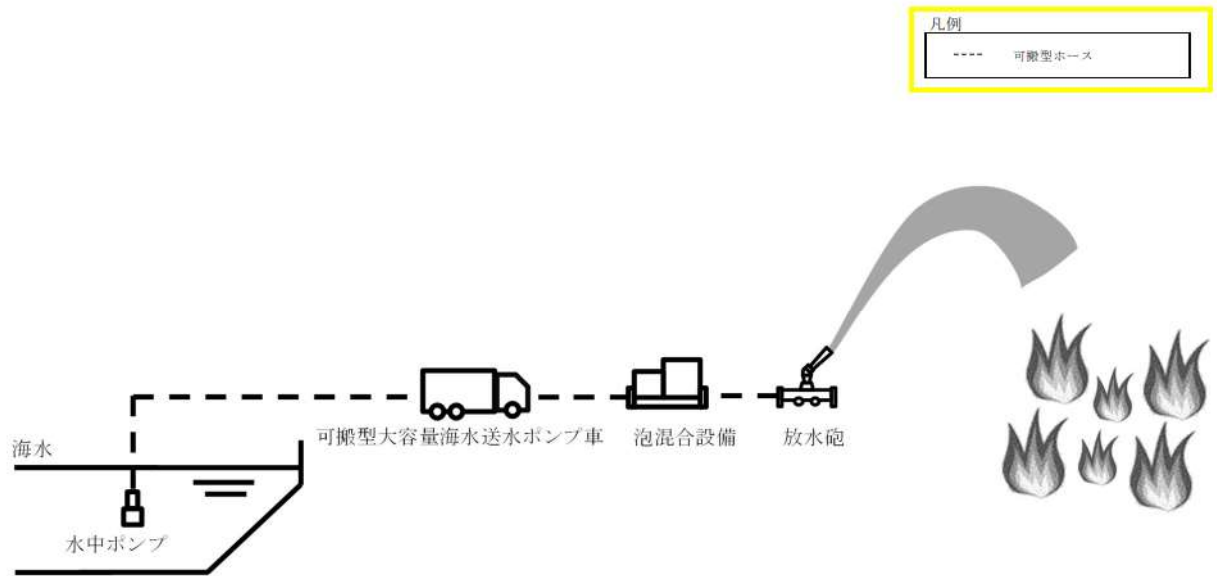 凡例
---- 可搬型ホース
可搬型大容量海水送水ポンプ車
泡混合設備
放水砲
海水
水中ポンプ